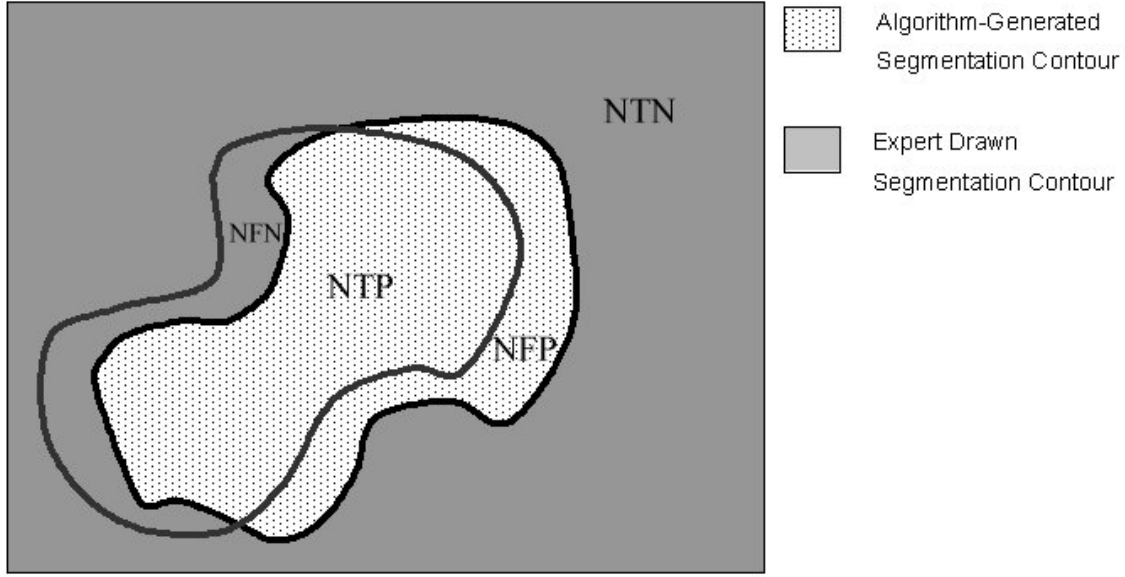 Algorithm-Generated
Segmentation Contour
NTN
Expert Drawn
Segmentation Contour
NFN
NTP
NFP